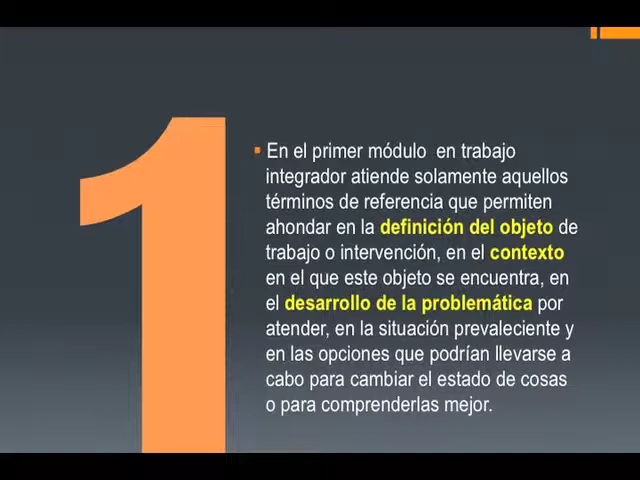 1
En el primer módulo en trabajo
integrador atiende solamente aquellos
términos de referencia que permiten
ahondar en la definición del objeto de
trabajo o intervención, en el contexto
en el que este objeto se encuentra, en
el desarrollo de la problemática por
atender, en la situación prevaleciente y
en las opciones que podrían llevarse a
cabo para cambiar el estado de cosas
o para comprenderlas mejor.